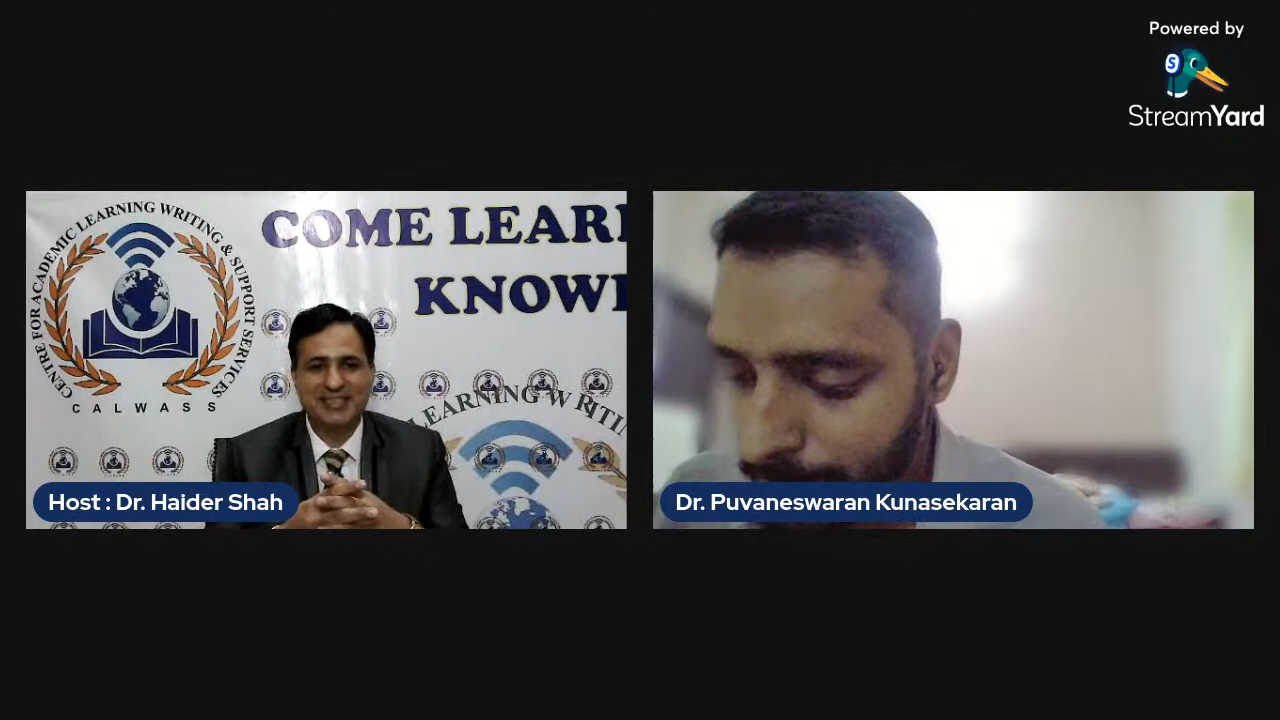 Powered by
S
StreamYard
CENTRE FOR ACADEMIC LEARNING WRITING & SUPPORT SERVICES
CALWASS
COME LEAR
KNOW
LEARNING WRITI
Host : Dr. Haider Shah
Dr. Puvaneswaran Kunasekaran